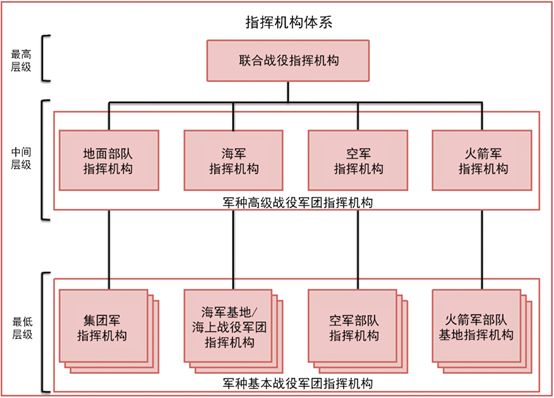 指挥机构体系
最高
层级
联合战役指挥机构
中间
层级
地面部队
指挥机构
海军
指挥机构
空军
指挥机构
火箭军
指挥机构
军种高级战役军团指挥机构
最低
层级
集团军
指挥机构
海军基地/
海上战役军团
指挥机构
空军部队
指挥机构
火箭军部队
基地指挥机构
军种基本战役军团指挥机构